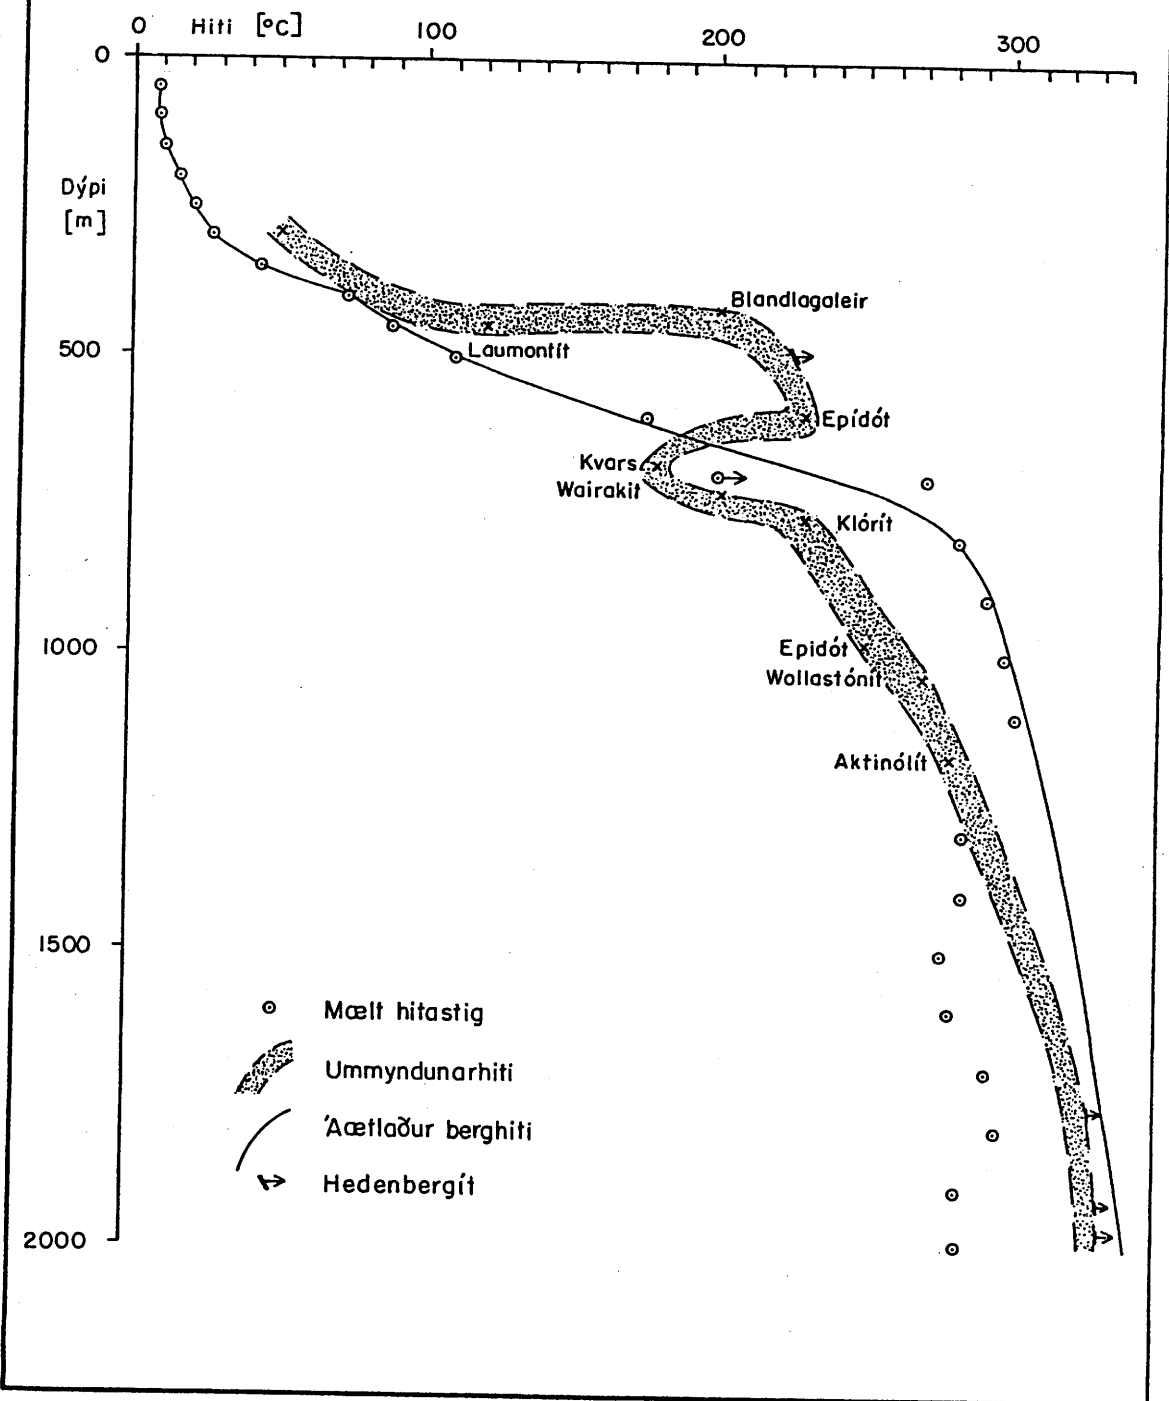 0 Hiti [°C] 100 200 300
0
Dýpi
[m]
Blandlagaleir
500
Laumontít
Epídót
Kvars
Wairakit
Klórít
1000
Epidót
Wollastónít
Aktinólít
1500
Mælt hitastig
Ummyndunarhiti
Áætlaður berghiti
Hedenbergít
2000